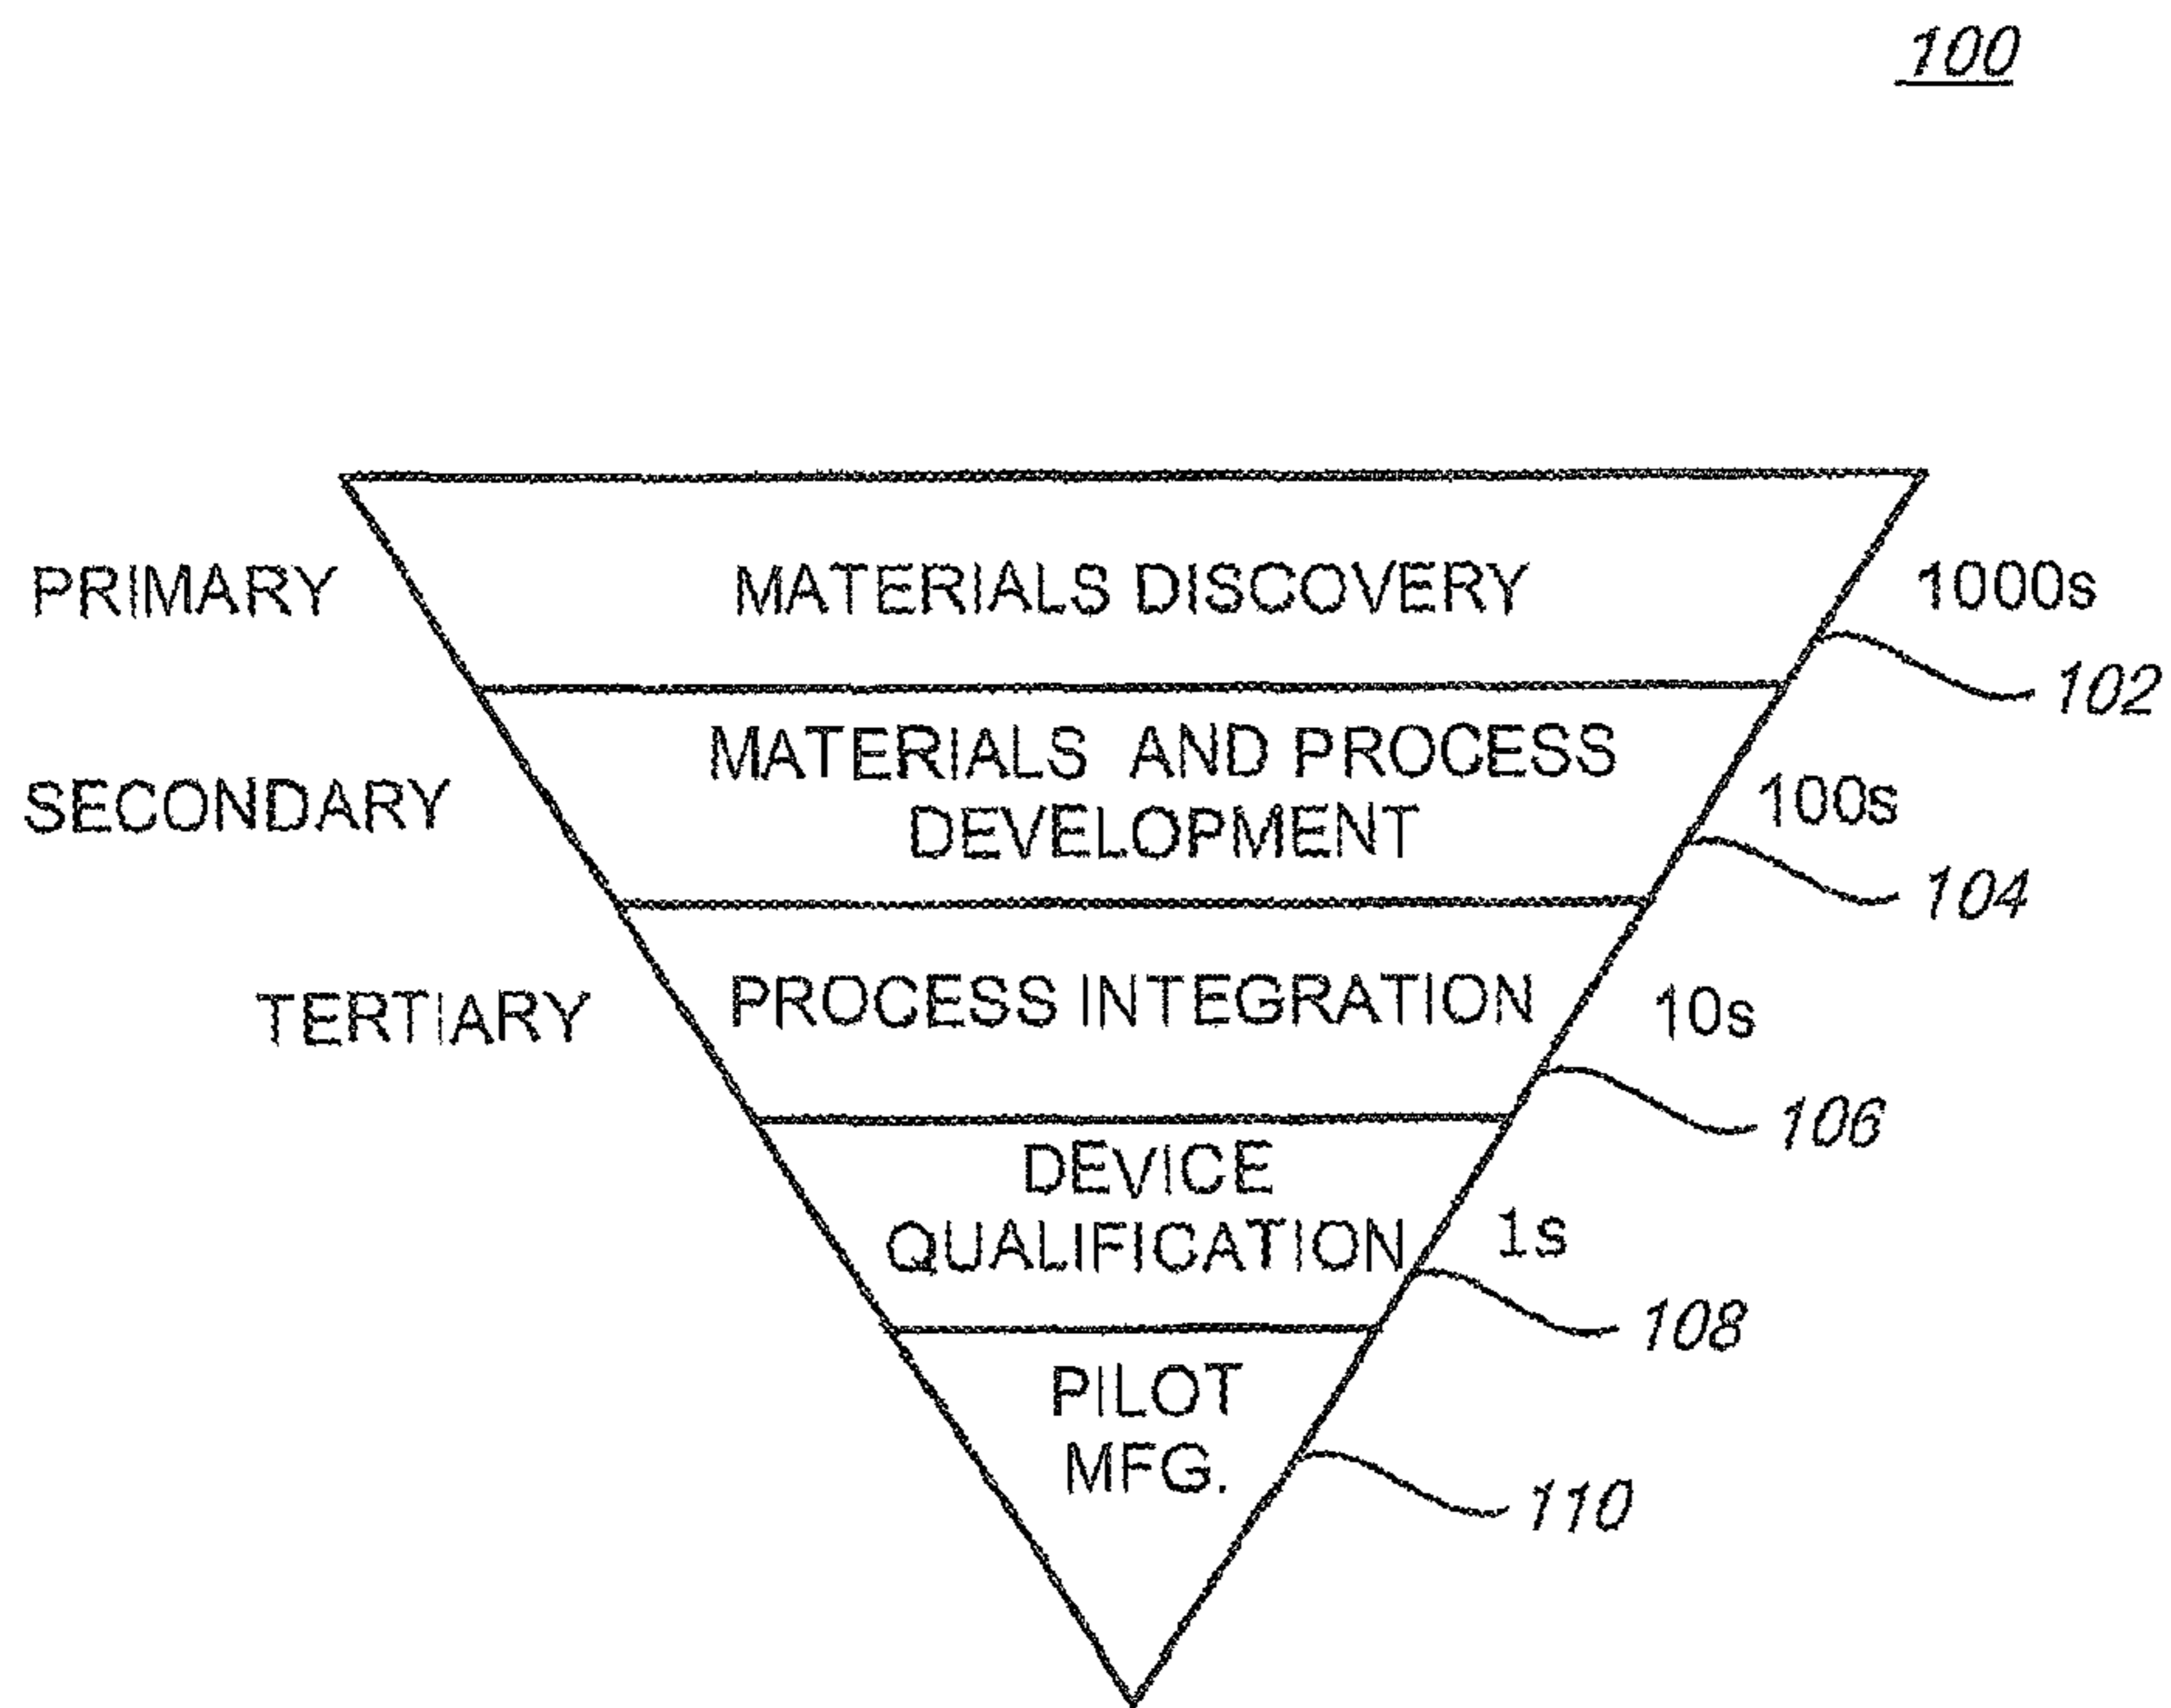 100
PRIMARY
MATERIALS DISCOVERY
1000s
102
SECONDARY
MATERIALS AND PROCESS
DEVELOPMENT
100s
104
TERTIARY
PROCESS INTEGRATION
10s
106
DEVICE
QUALIFICATION
1s
108
PILOT
MFG.
110